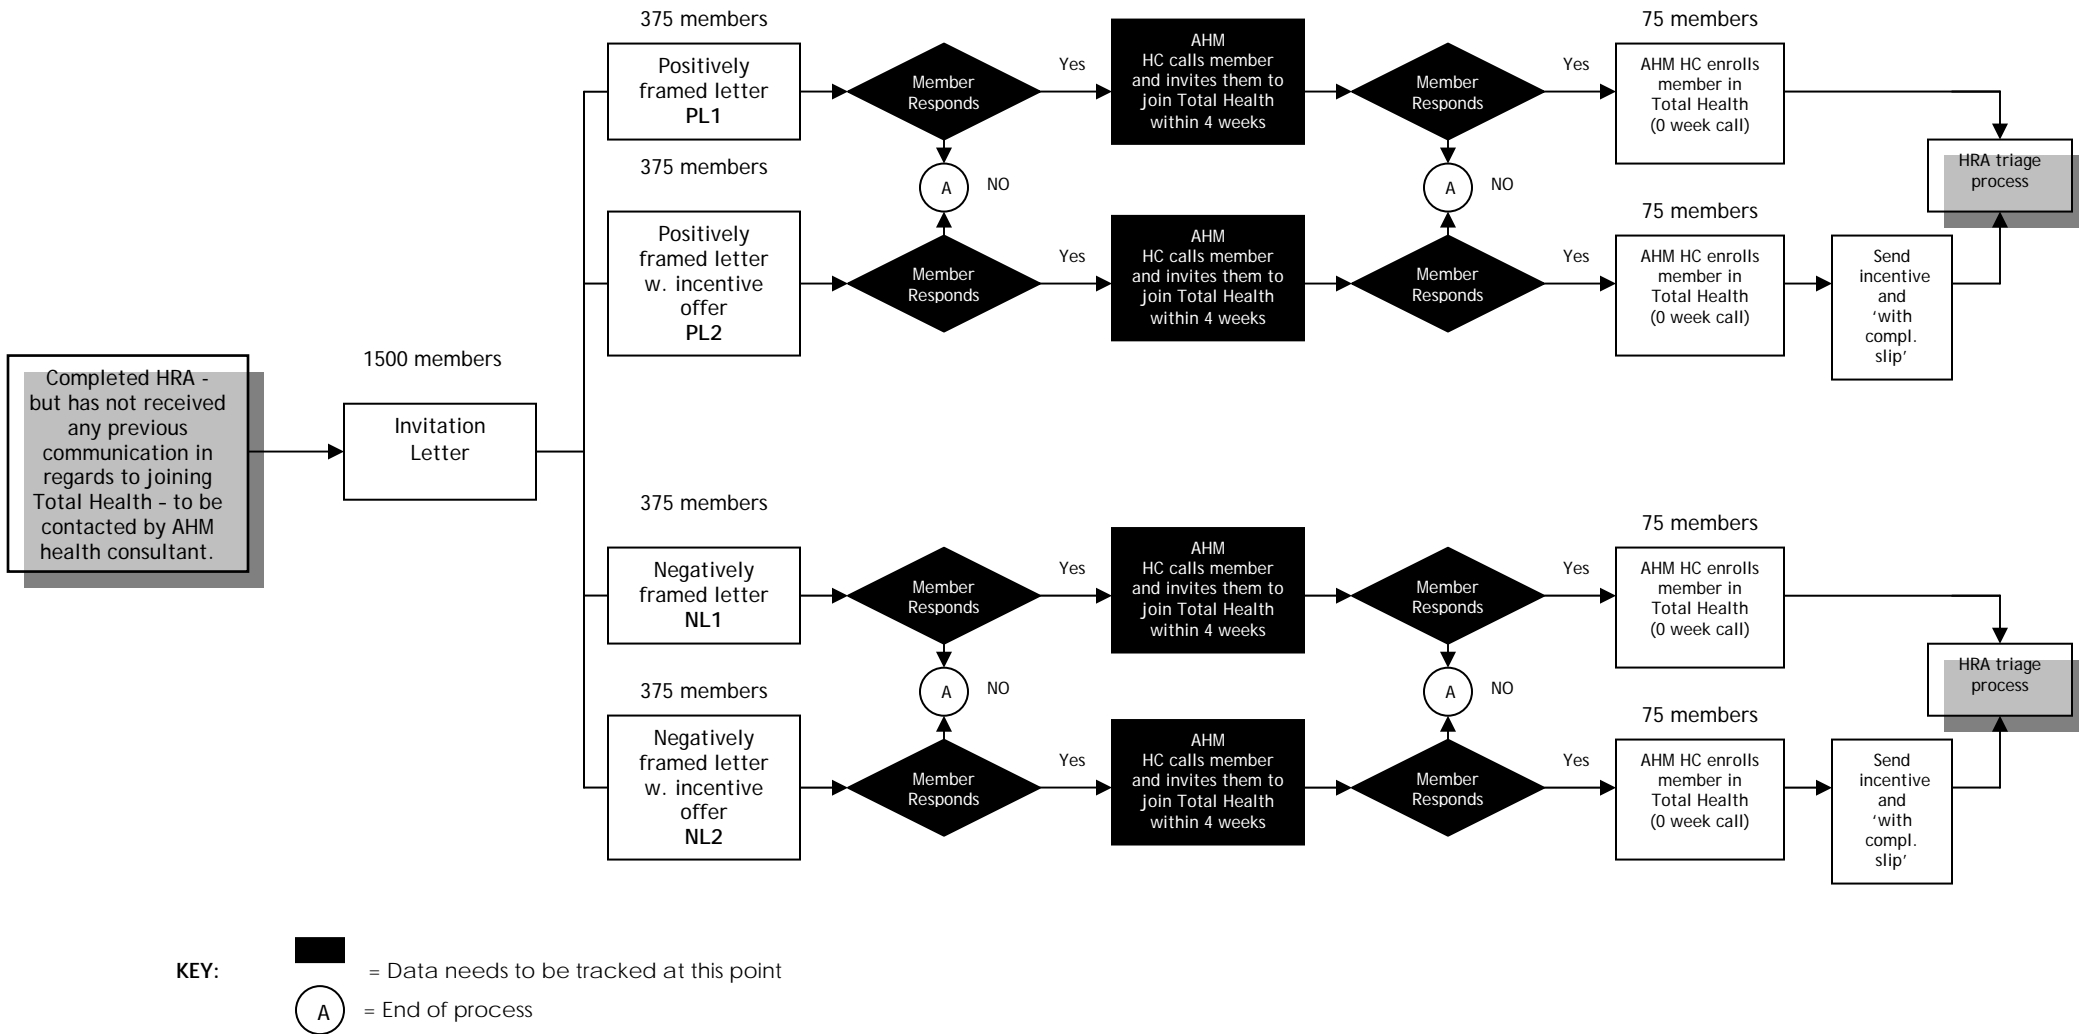 375 members
75 members
Positively
framed letter
PL1
Member
Responds
Yes
AHM
HC calls member
and invites them to
join Total Health
within 4 weeks
Member
Responds
Yes
AHM HC enrolls
member in
Total Health
(0 week call)
A
NO
A
NO
HRA triage
process
375 members
75 members
Positively
framed letter
w. incentive
offer
PL2
Member
Responds
Yes
AHM
HC calls member
and invites them to
join Total Health
within 4 weeks
Member
Responds
Yes
AHM HC enrolls
member in
Total Health
(0 week call)
Send
incentive
and
‘with
compl.
slip’
Completed HRA -
but has not received
any previous
communication in
regards to joining
Total Health – to be
contacted by AHM
health consultant.
1500 members
Invitation
Letter
375 members
75 members
Negatively
framed letter
NL1
Member
Responds
Yes
AHM
HC calls member
and invites them to
join Total Health
within 4 weeks
Member
Responds
Yes
AHM HC enrolls
member in
Total Health
(0 week call)
A
NO
A
NO
HRA triage
process
375 members
75 members
Negatively
framed letter
w. incentive
offer
NL2
Member
Responds
Yes
AHM
HC calls member
and invites them to
join Total Health
within 4 weeks
Member
Responds
Yes
AHM HC enrolls
member in
Total Health
(0 week call)
Send
incentive
and
‘with
compl.
slip’
KEY:
= Data needs to be tracked at this point
A
= End of process